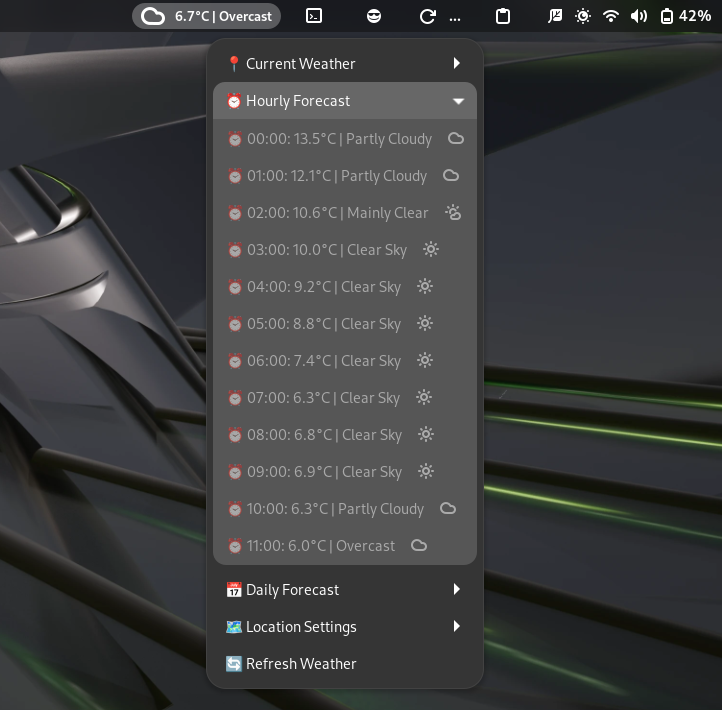 6.7°C | Overcast
...
42%
📍 Current Weather
⏰ Hourly Forecast
⏰ 00:00: 13.5°C | Partly Cloudy
⏰ 01:00: 12.1°C | Partly Cloudy
⏰ 02:00: 10.6°C | Mainly Clear
⏰ 03:00: 10.0°C | Clear Sky
⏰ 04:00: 9.2°C | Clear Sky
⏰ 05:00: 8.8°C | Clear Sky
⏰ 06:00: 7.4°C | Clear Sky
⏰ 07:00: 6.3°C | Clear Sky
⏰ 08:00: 6.8°C | Clear Sky
⏰ 09:00: 6.9°C | Clear Sky
⏰ 10:00: 6.3°C | Partly Cloudy
⏰ 11:00: 6.0°C | Overcast
📅 Daily Forecast
🗺️ Location Settings
🔄 Refresh Weather